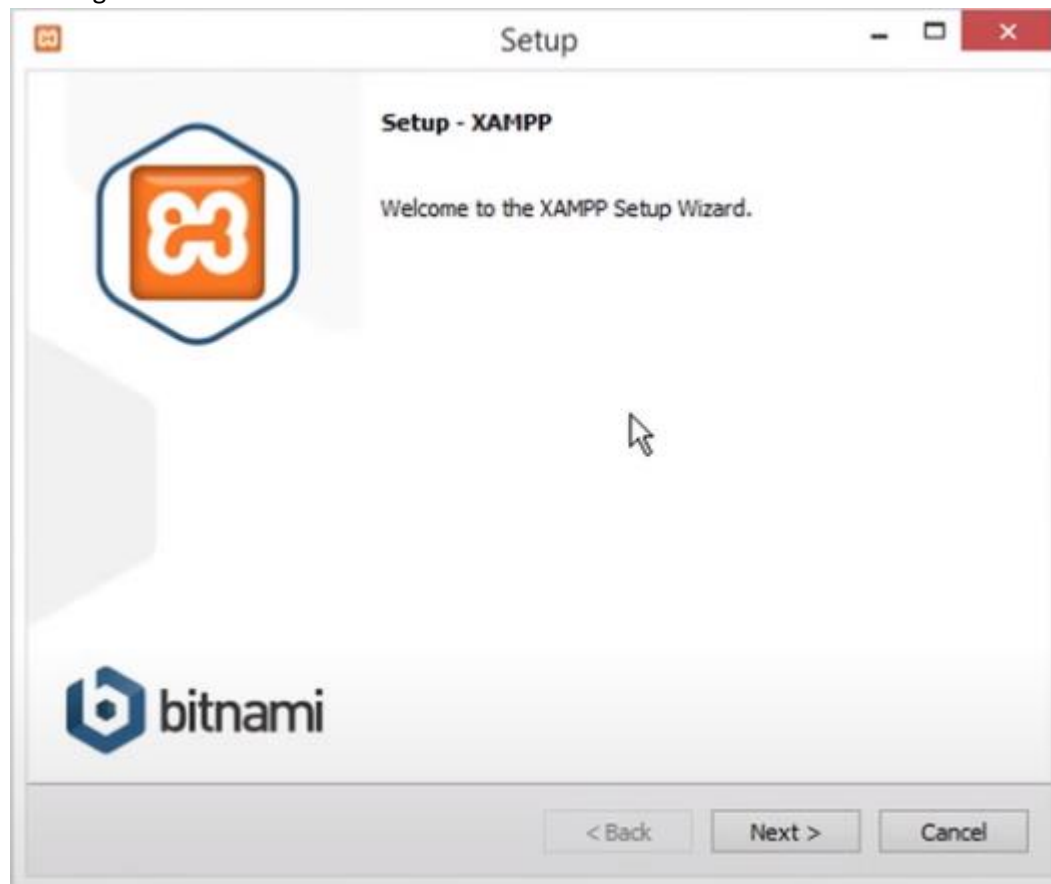 Setup
Setup - XAMPP
Welcome to the XAMPP Setup Wizard.
bitnami
< Back
Next >
Cancel